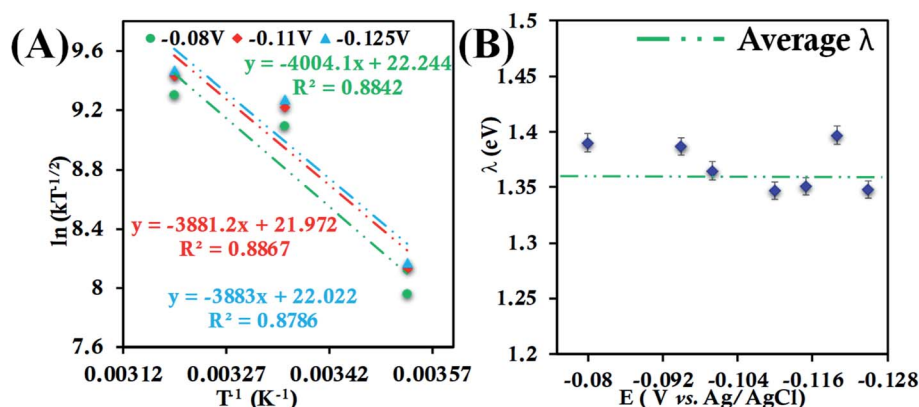 (A)
-0.08V -0.11V -0.125V
y = -4004.1x + 22.244
R² = 0.8842
y = -3881.2x + 21.972
R² = 0.8867
y = -3883x + 22.022
R² = 0.8786
ln (kT⁻¹/²)
9.6
9.2
8.8
8.4
8
7.6
0.00312 0.00327 0.00342 0.00357
T⁻¹ (K⁻¹)
(B)
Average λ
λ (eV)
1.5
1.45
1.4
1.35
1.3
1.25
1.2
-0.08 -0.092 -0.104 -0.116 -0.128
E ( V vs. Ag/AgCl)